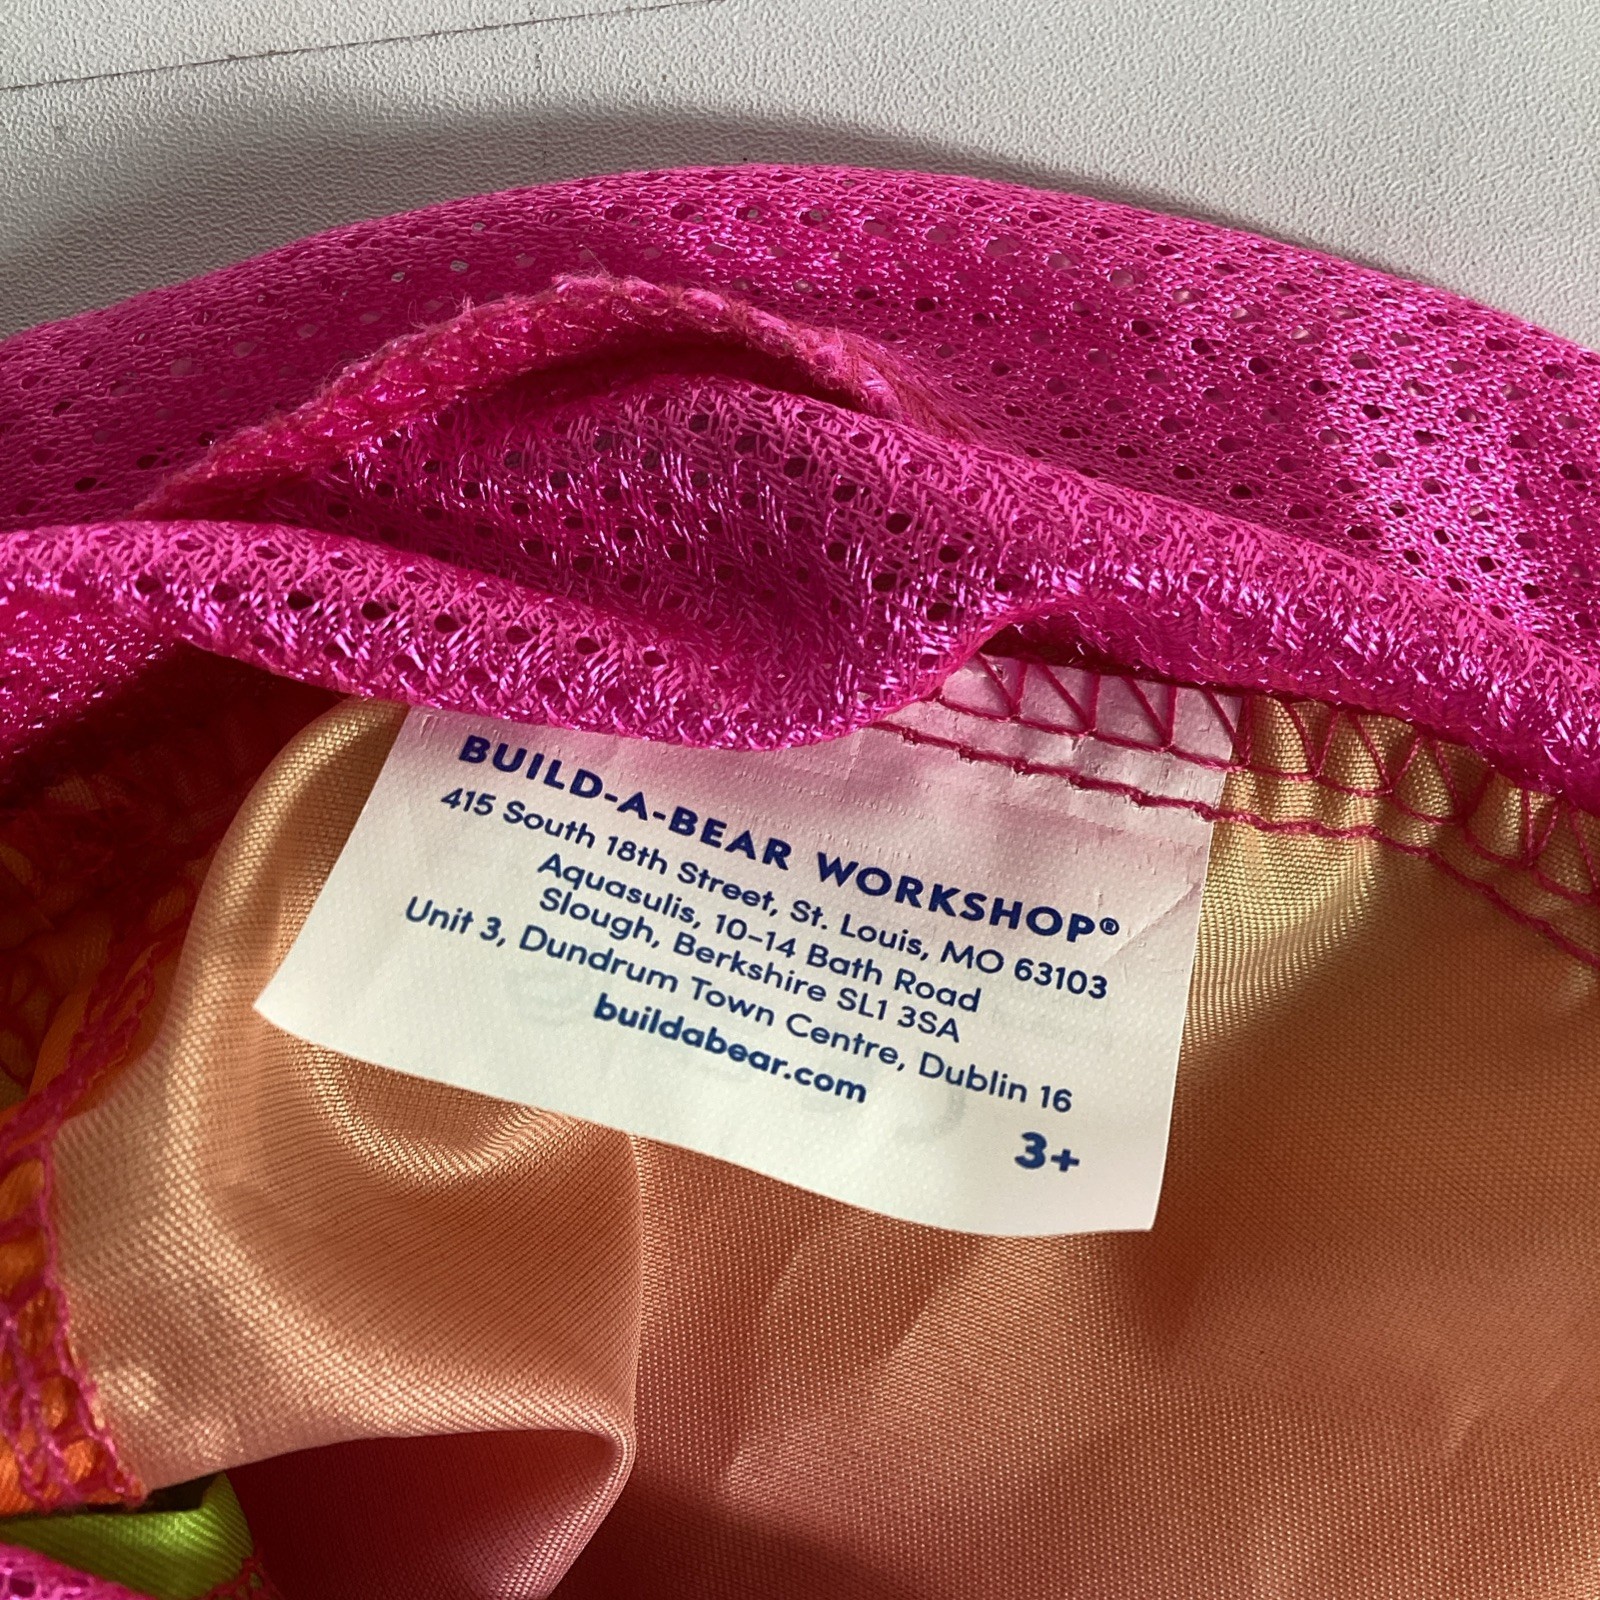 BUILD-A-BEAR WORKSHOP®
415 South 18th Street, St. Louis, MO 63103
Aquasulis, 10-14 Bath Road
Slough, Berkshire SL1 3SA
Unit 3, Dundrum Town Centre, Dublin 16
buildabear.com
3+